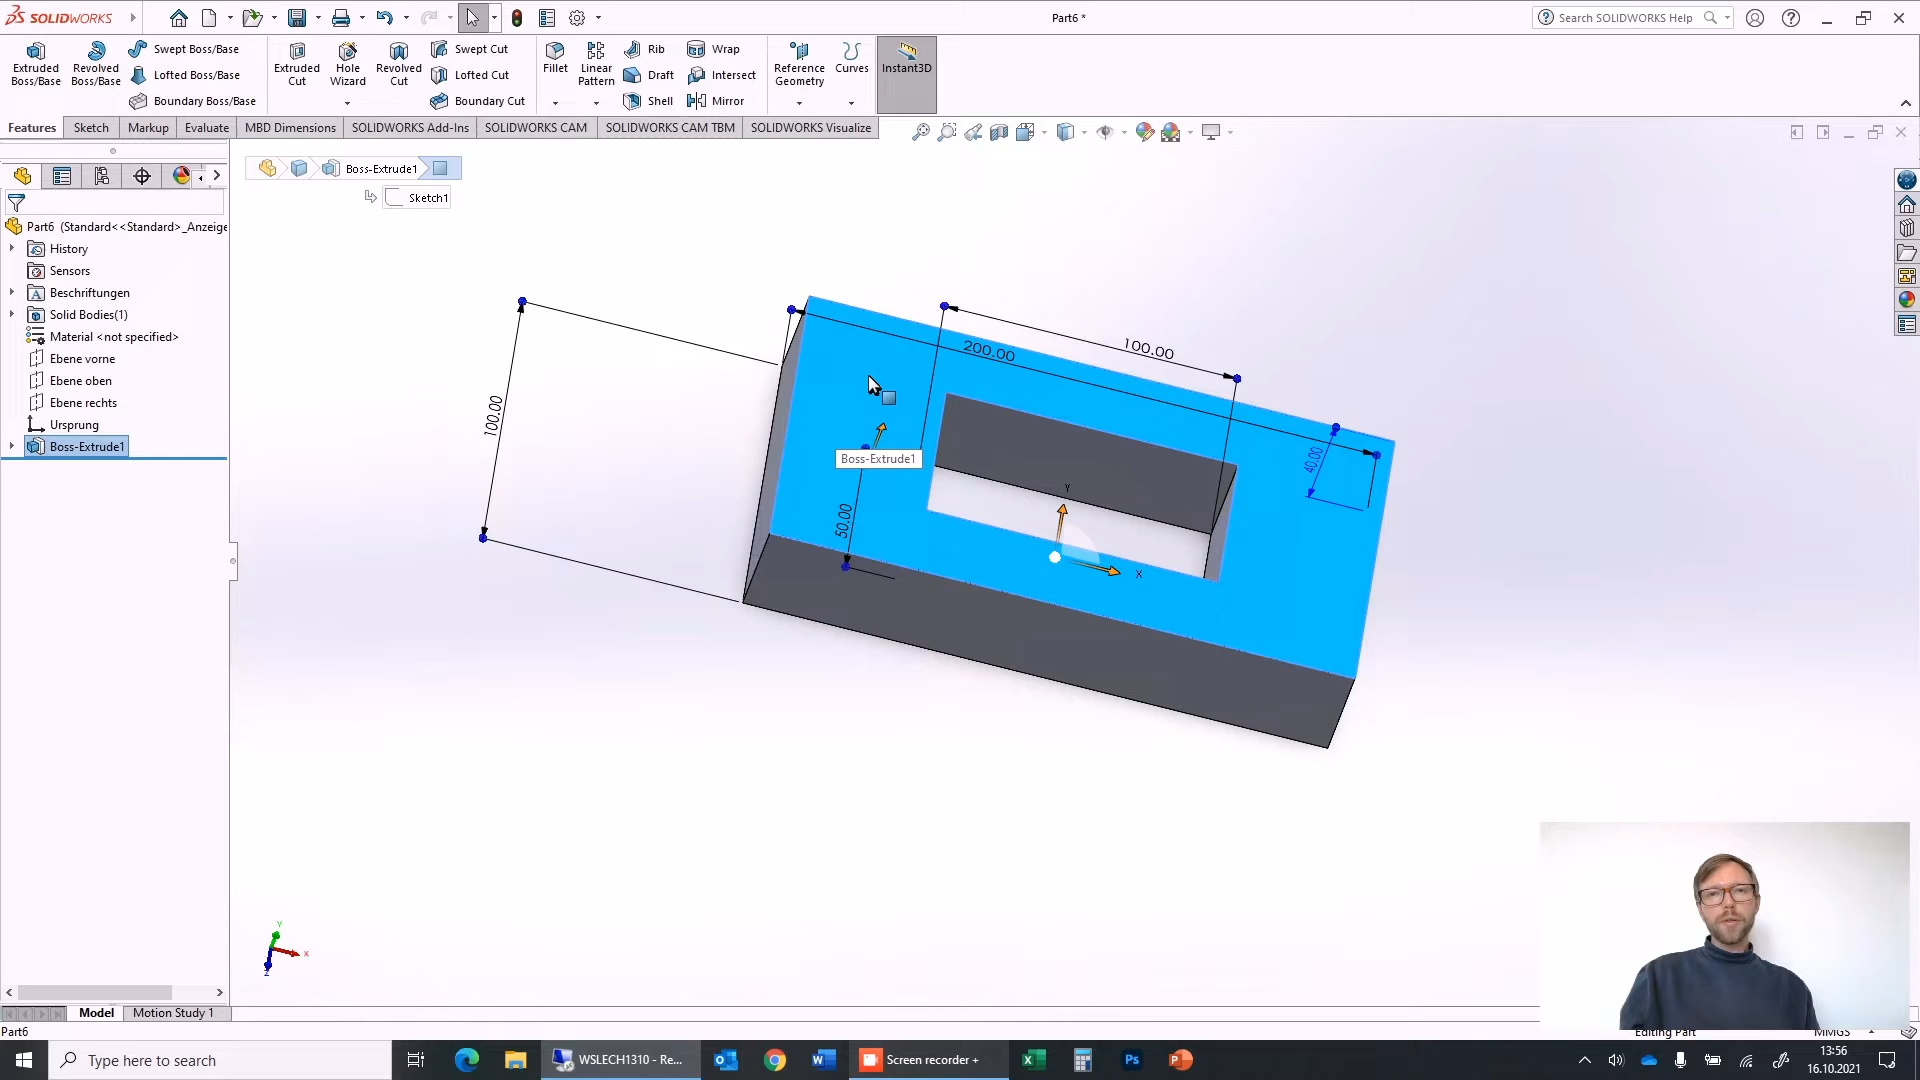 SOLIDWORKS
Part6 *
Search SOLIDWORKS Help
Extruded Boss/Base
Revolved Boss/Base
Swept Boss/Base
Lofted Boss/Base
Boundary Boss/Base
Extruded Cut
Hole Wizard
Revolved Cut
Swept Cut
Lofted Cut
Boundary Cut
Fillet
Linear Pattern
Rib
Draft
Shell
Wrap
Intersect
Mirror
Reference Geometry
Curves
Instant3D
Features
Sketch
Markup
Evaluate
MBD Dimensions
SOLIDWORKS Add-Ins
SOLIDWORKS CAM
SOLIDWORKS CAM TBM
SOLIDWORKS Visualize
Boss-Extrude1
Sketch1
Part6 (Standard<<Standard>_Anzeige
History
Sensors
Beschriftungen
Solid Bodies(1)
Material <not specified>
Ebene vorne
Ebene oben
Ebene rechts
Ursprung
Boss-Extrude1
100.00
200.00
100.00
40.00
50.00
Boss-Extrude1
Y
X
Y
X
Z
Model
Motion Study 1
Part6
Editing Part
MMGS
Type here to search
WSLECH1310 - Re...
Screen recorder +
13:56
16.10.2021